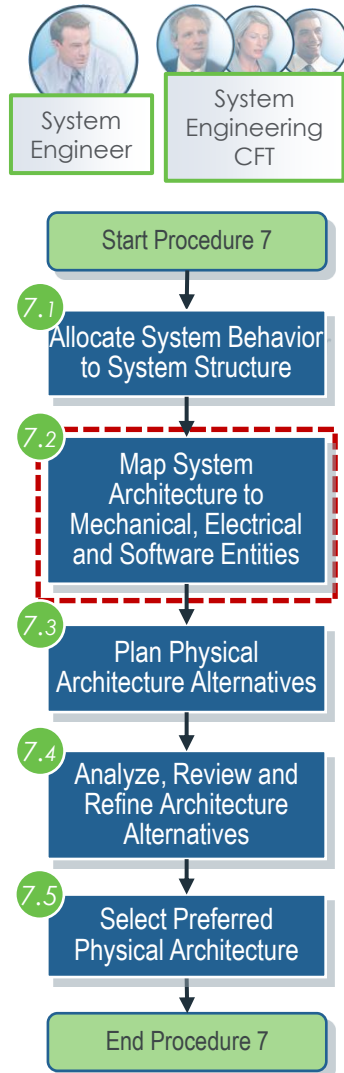 System
Engineer
System
Engineering
CFT
Start Procedure 7
7.1
Allocate System Behavior
to System Structure
7.2
Map System
Architecture to
Mechanical, Electrical
and Software Entities
7.3
Plan Physical
Architecture Alternatives
7.4
Analyze, Review and
Refine Architecture
Alternatives
7.5
Select Preferred
Physical Architecture
End Procedure 7